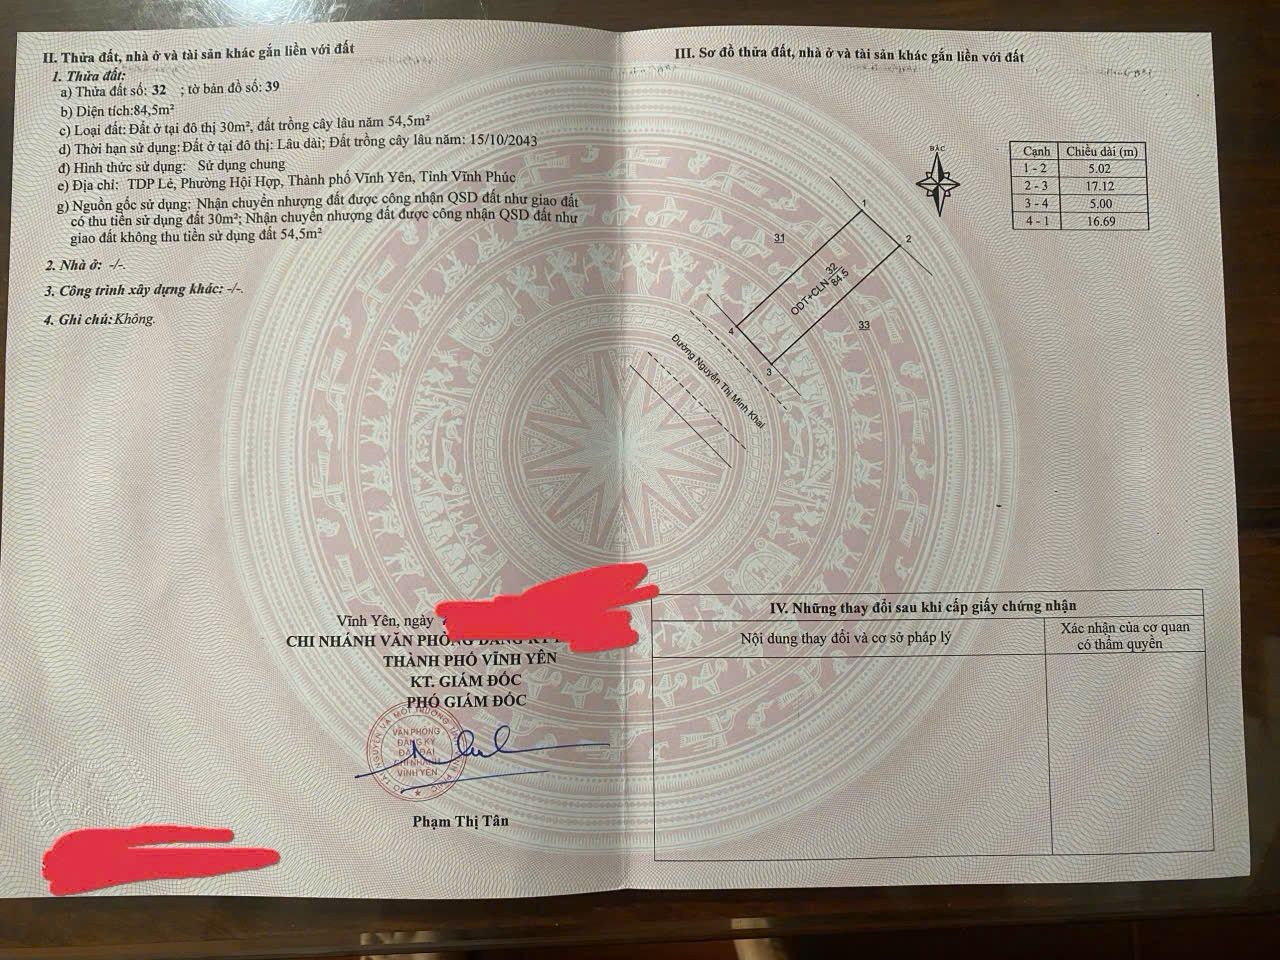 II. Thửa đất, nhà ở và tài sản khác gắn liền với đất
1. Thửa đất:
a) Thửa đất số: 32 ; tờ bản đồ số: 39
b) Diện tích:84,5m²
c) Loại đất: Đất ở tại đô thị 30m², đất trồng cây lâu năm 54,5m²
d) Thời hạn sử dụng: Đất ở tại đô thị: Lâu dài; Đất trồng cây lâu năm: 15/10/2043
đ) Hình thức sử dụng: Sử dụng chung
e) Địa chỉ: TDP Lẻ, Phường Hội Hợp, Thành phố Vĩnh Yên, Tỉnh Vĩnh Phúc
g) Nguồn gốc sử dụng: Nhận chuyển nhượng đất được công nhận QSD đất như giao đất
có thu tiền sử dụng đất 30m²; Nhận chuyển nhượng đất được công nhận QSD đất như
giao đất không thu tiền sử dụng đất 54,5m²
2. Nhà ở: -/-.
3. Công trình xây dựng khác: -/-.
4. Ghi chú: Không.
Vĩnh Yên, ngày
CHI NHÁNH VĂN PHÒNG ĐĂNG KÝ
THÀNH PHỐ VĨNH YÊN
KT. GIÁM ĐỐC
PHÓ GIÁM ĐỐC
VĂN PHÒNG
ĐĂNG KÝ
ĐẤT ĐAI
CHI NHÁNH
VĨNH YÊN
Phạm Thị Tân
III. Sơ đồ thửa đất, nhà ở và tài sản khác gắn liền với đất
BẮC
Cạnh Chiều dài (m)
1 - 2 5.02
2 - 3 17.12
3 - 4 5.00
4 - 1 16.69
1
2
31
ODT+CLN 32
84.5
33
4
3
Đường Nguyễn Thị Minh Khai
IV. Những thay đổi sau khi cấp giấy chứng nhận
Nội dung thay đổi và cơ sở pháp lý
Xác nhận của cơ quan
có thẩm quyền